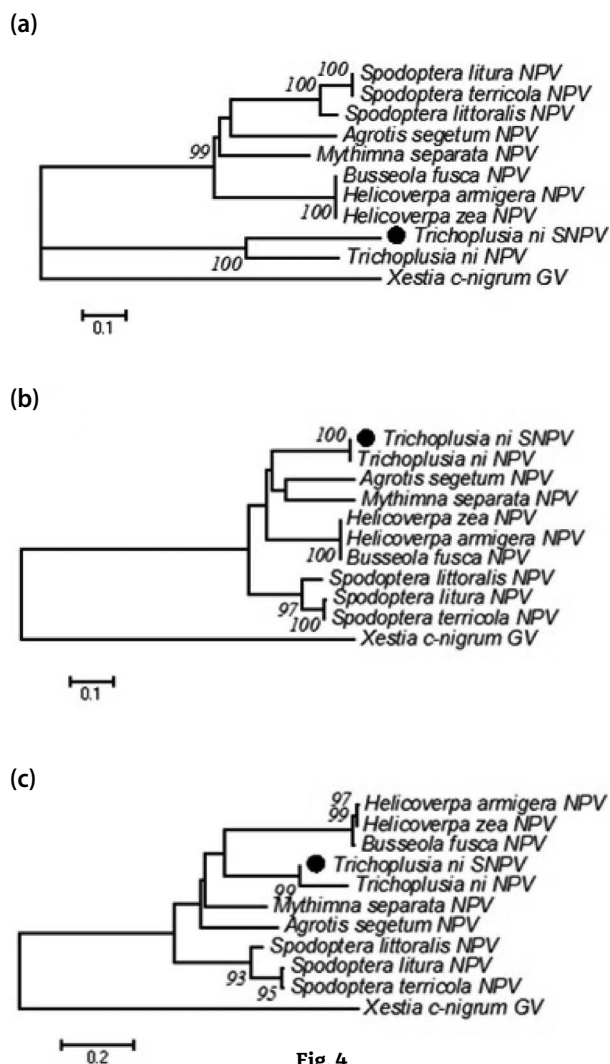 (a)
100
Spodoptera litura NPV
100
Spodoptera terricola NPV
Spodoptera littoralis NPV
Agrotis segetum NPV
99
Mythimna separata NPV
Busseola fusca NPV
Helicoverpa armigera NPV
100
Helicoverpa zea NPV
Trichoplusia ni SNPV
100
Trichoplusia ni NPV
Xestia c-nigrum GV
0.1
(b)
100
Trichoplusia ni SNPV
Trichoplusia ni NPV
Agrotis segetum NPV
Mythimna separata NPV
Helicoverpa zea NPV
Helicoverpa armigera NPV
100
Busseola fusca NPV
Spodoptera littoralis NPV
97
Spodoptera litura NPV
100
Spodoptera terricola NPV
Xestia c-nigrum GV
0.1
(c)
97
Helicoverpa armigera NPV
99
Helicoverpa zea NPV
Busseola fusca NPV
Trichoplusia ni SNPV
99
Trichoplusia ni NPV
Mythimna separata NPV
Agrotis segetum NPV
Spodoptera littoralis NPV
93
Spodoptera litura NPV
95
Spodoptera terricola NPV
Xestia c-nigrum GV
0.2
Fig. 4